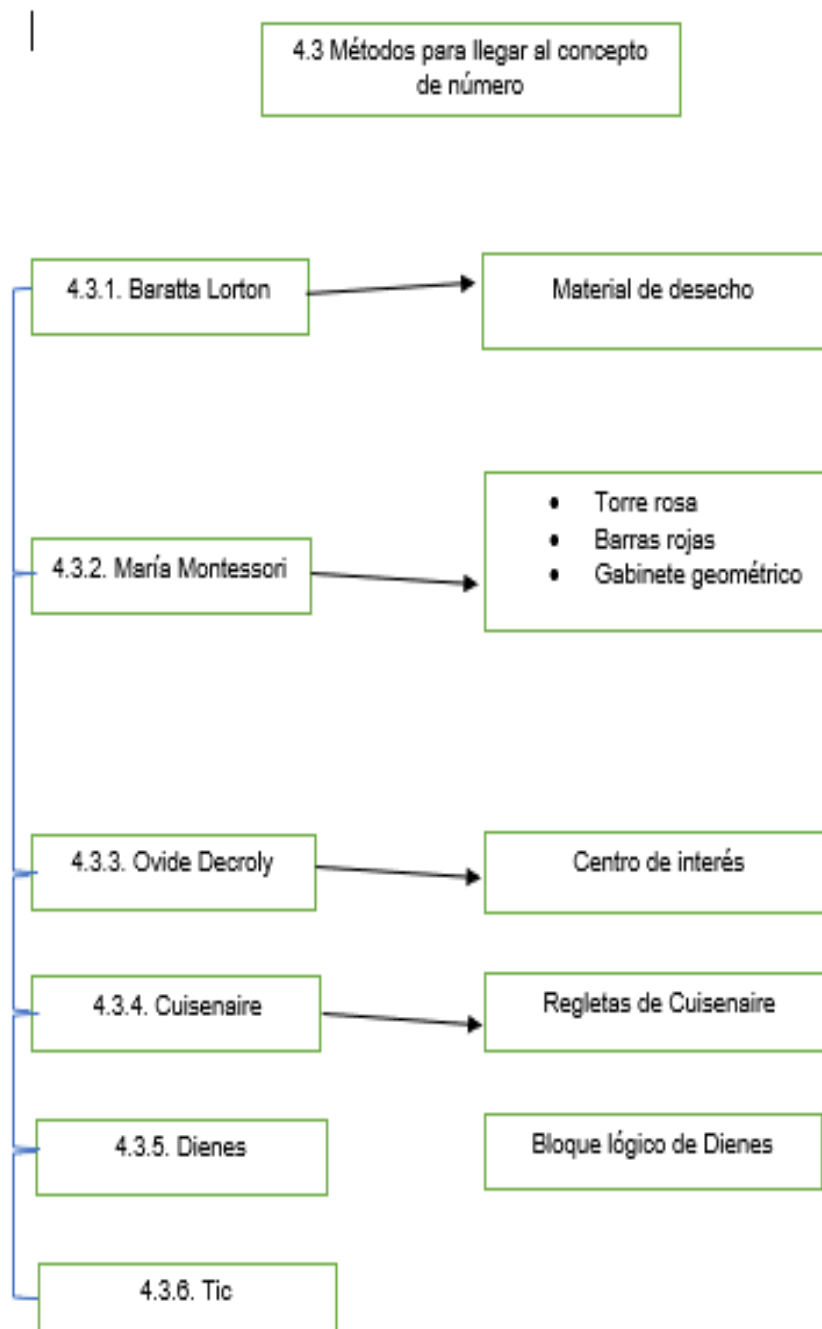 4.3 Métodos para llegar al concepto
de número
4.3.1. Baratta Lorton
Material de desecho
• Torre rosa
• Barras rojas
• Gabinete geométrico
4.3.2. María Montessori
4.3.3. Ovide Decroly
Centro de interés
4.3.4. Cuisenaire
Regletas de Cuisenaire
4.3.5. Dienes
Bloque lógico de Dienes
4.3.6. Tic